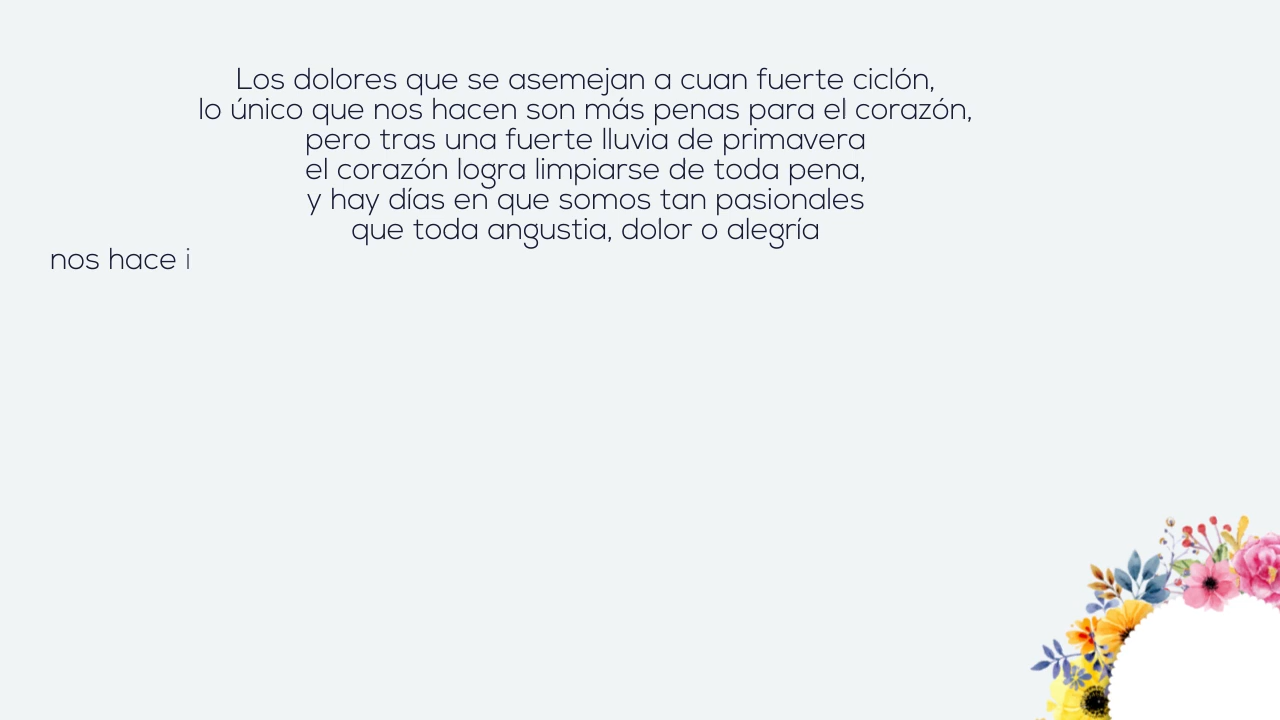 Los dolores que se asemejan a cuan fuerte ciclón,
lo único que nos hacen son más penas para el corazón,
pero tras una fuerte lluvia de primavera
el corazón logra limpiarse de toda pena,
y hay días en que somos tan pasionales
que toda angustia, dolor o alegría
nos hace i